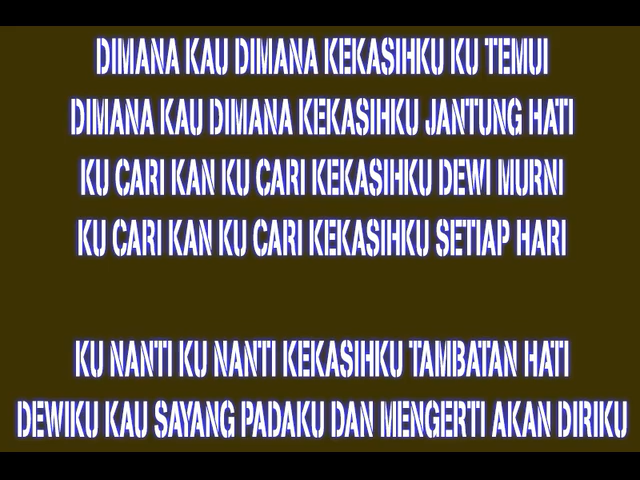 DIMANA KAU DIMANA KEKASIHKU KU TEMUI
DIMANA KAU DIMANA KEKASIHKU JANTUNG HATI
KU CARI KAN KU CARI KEKASIHKU DEWI MURNI
KU CARI KAN KU CARI KEKASIHKU SETIAP HARI
KU NANTI KU NANTI KEKASIHKU TAMBATAN HATI
DEWIKU KAU SAYANG PADAKU DAN MENGERTI AKAN DIRIKU